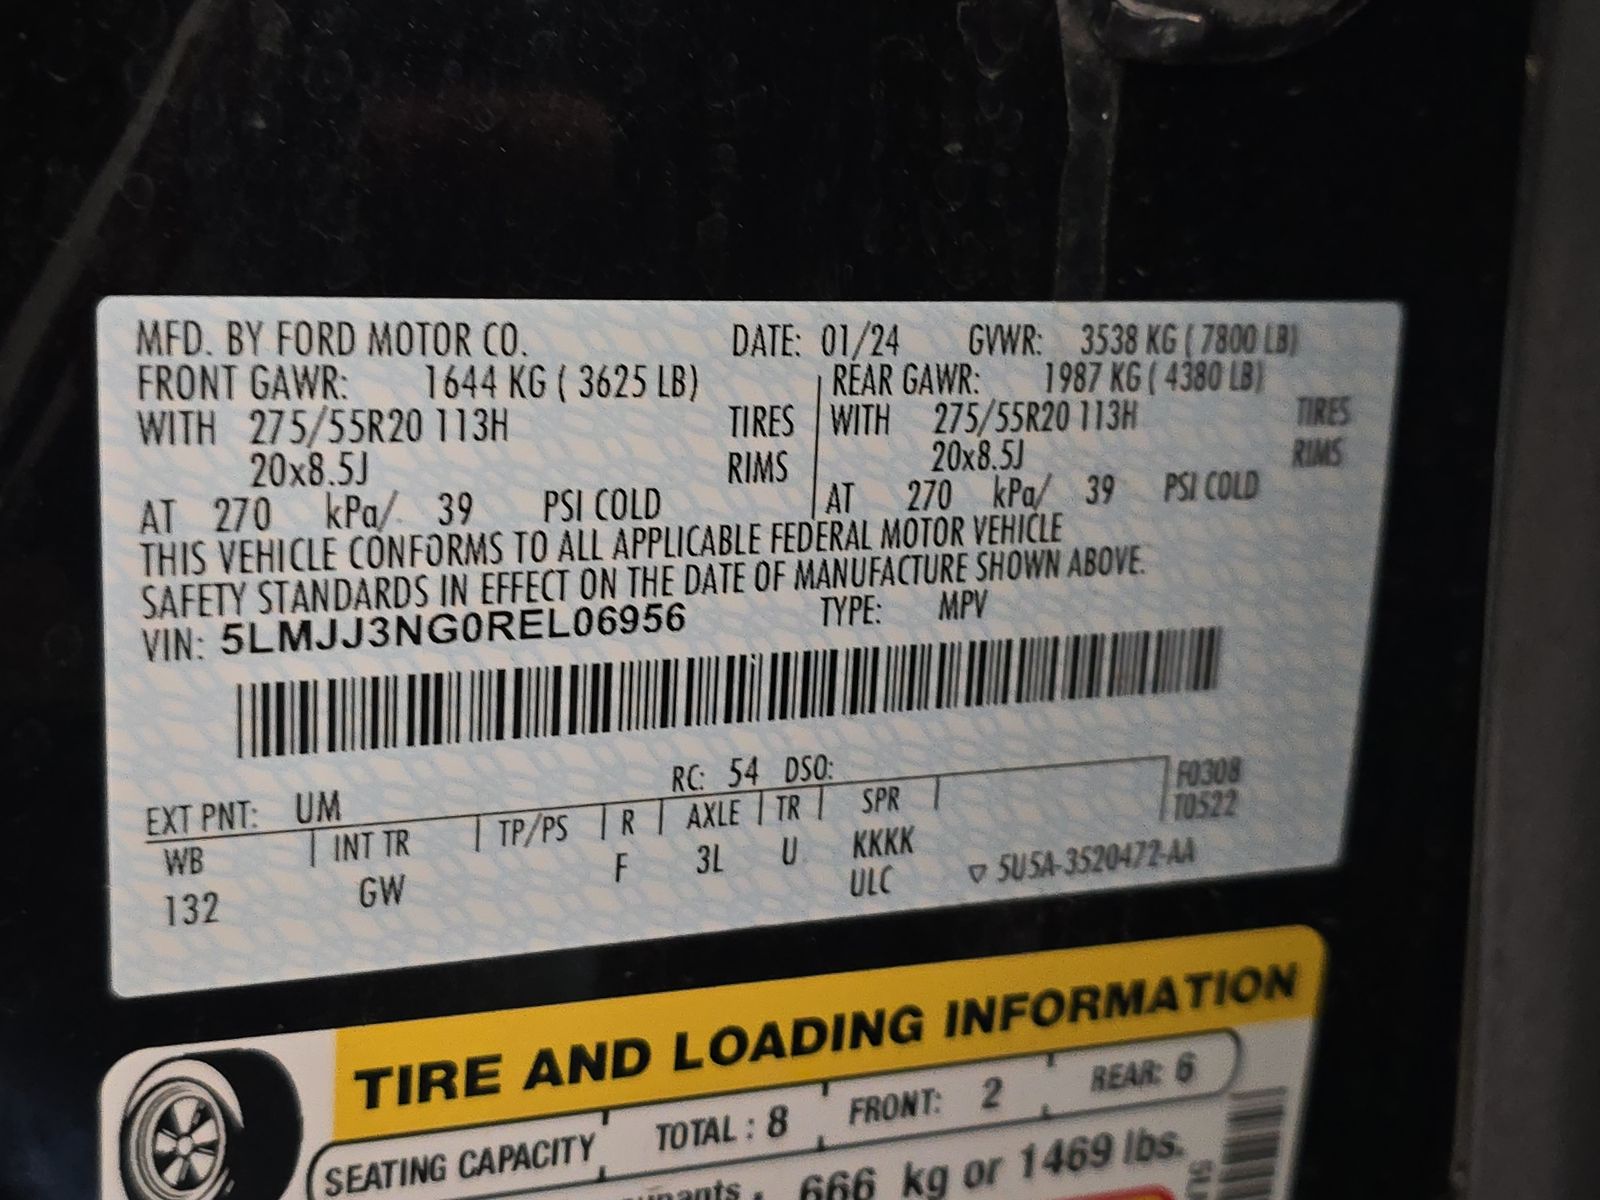 MFD. BY FORD MOTOR CO. DATE: 01/24 GVWR: 3538 KG ( 7800 LB)
FRONT GAWR: 1644 KG ( 3625 LB) REAR GAWR: 1987 KG ( 4380 LB)
WITH 275/55R20 113H TIRES WITH 275/55R20 113H TIRES
20x8.5J RIMS 20x8.5J RIMS
AT 270 kPa/ 39 PSI COLD AT 270 kPa/ 39 PSI COLD
THIS VEHICLE CONFORMS TO ALL APPLICABLE FEDERAL MOTOR VEHICLE
SAFETY STANDARDS IN EFFECT ON THE DATE OF MANUFACTURE SHOWN ABOVE.
VIN: 5LMJJ3NG0REL06956 TYPE: MPV
RC: 54 DSO: F0308
EXT PNT: UM T0522
WB INT TR TP/PS R AXLE TR SPR
132 GW F 3L U KKKK
ULC ▽ 5U5A-3520472-AA
TIRE AND LOADING INFORMATION
SEATING CAPACITY TOTAL : 8 FRONT: 2 REAR: 6
666 kg or 1469 lbs.